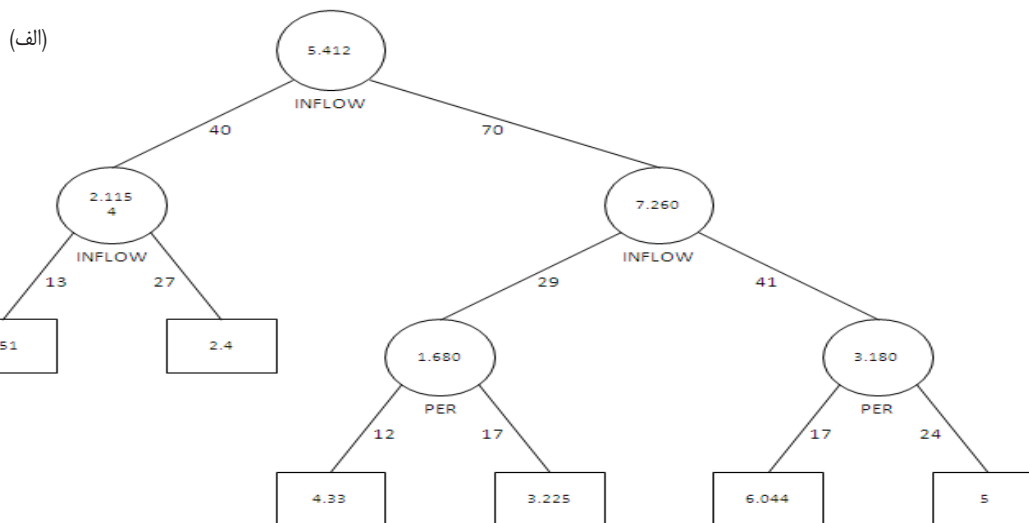 (الف)
5.412
INFLOW
40 70
2.115
4
7.260
INFLOW INFLOW
13 27 29 41
51 2.4 1.680 3.180
PER PER
12 17 17 24
4.33 3.225 6.044 5